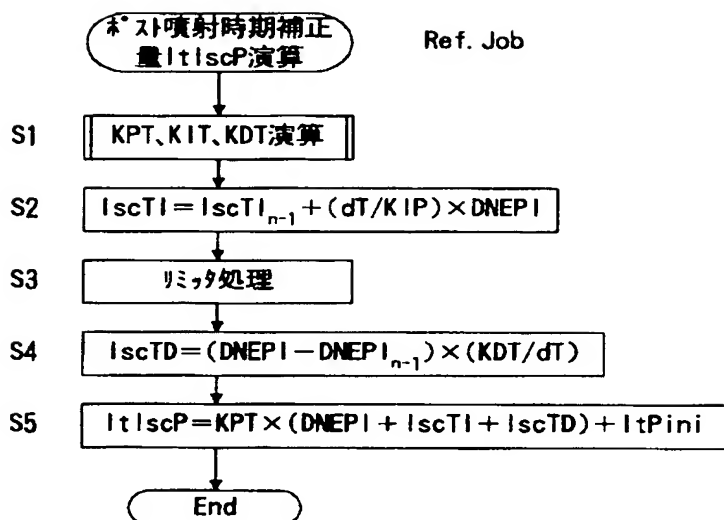 ポスト噴射時期補正
量ItIscP演算
Ref. Job
S1 KPT、KIT、KDT演算
S2 IscTI=IscTIn-1+(dT/KIP)×DNEPI
S3 リミッタ処理
S4 IscTD=(DNEPI-DNEPIn-1)×(KDT/dT)
S5 ItIscP=KPT×(DNEPI+IscTI+IscTD)+ItPini
End